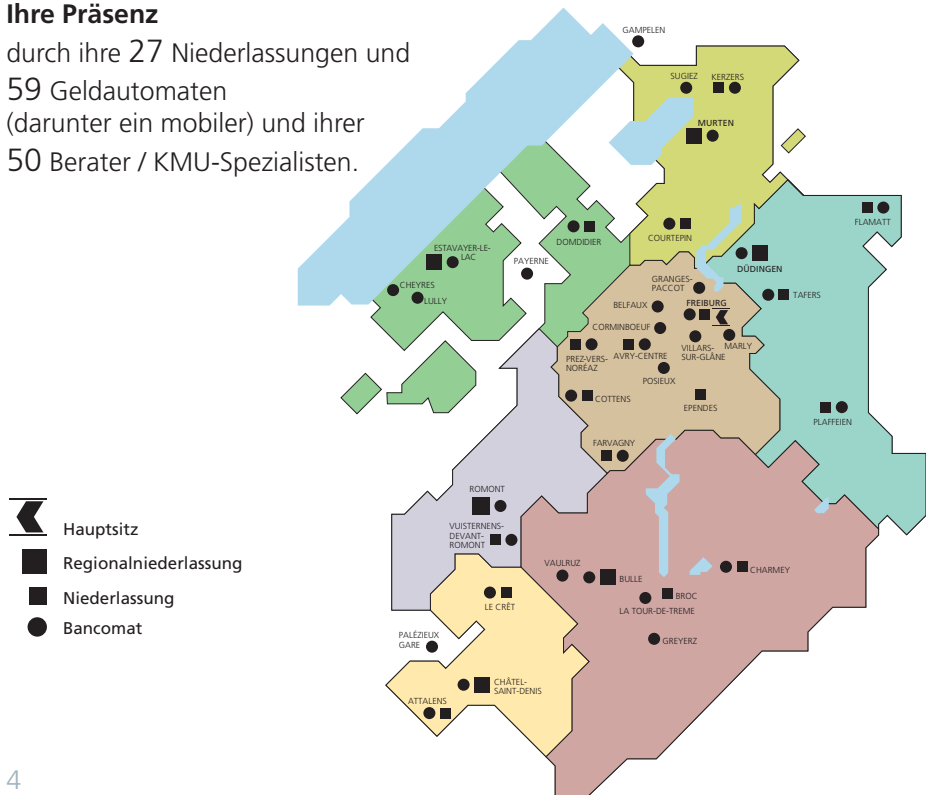 Ihre Präsenz
durch ihre 27 Niederlassungen und
59 Geldautomaten
(darunter ein mobiler) und ihrer
50 Berater / KMU-Spezialisten.
GAMPELEN
SUGIEZ
KERZERS
MURTEN
FLAMATT
COURTEPIN
DOMDIDIER
ESTAVAYER-LE-
LAC
PAYERNE
DÜDINGEN
GRANGES-
PACCOT
CHEYRES
LULLY
TAFERS
BELFAUX
FREIBURG
CORMINBOEUF
VILLARS-
SUR-GLÂNE
MARLY
PREZ-VERS-
NORÉAZ
AVRY-CENTRE
POSIEUX
COTTENS
EPENDES
PLAFFEIEN
FARVAGNY
ROMONT
VUISTERNENS-
DEVANT-
ROMONT
VAULRUZ
BULLE
CHARMEY
BROC
LA TOUR-DE-TREME
LE CRÊT
GREYERZ
PALÉZIEUX
GARE
CHÂTEL-
SAINT-DENIS
ATTALENS
Hauptsitz
Regionalniederlassung
Niederlassung
Bancomat
4